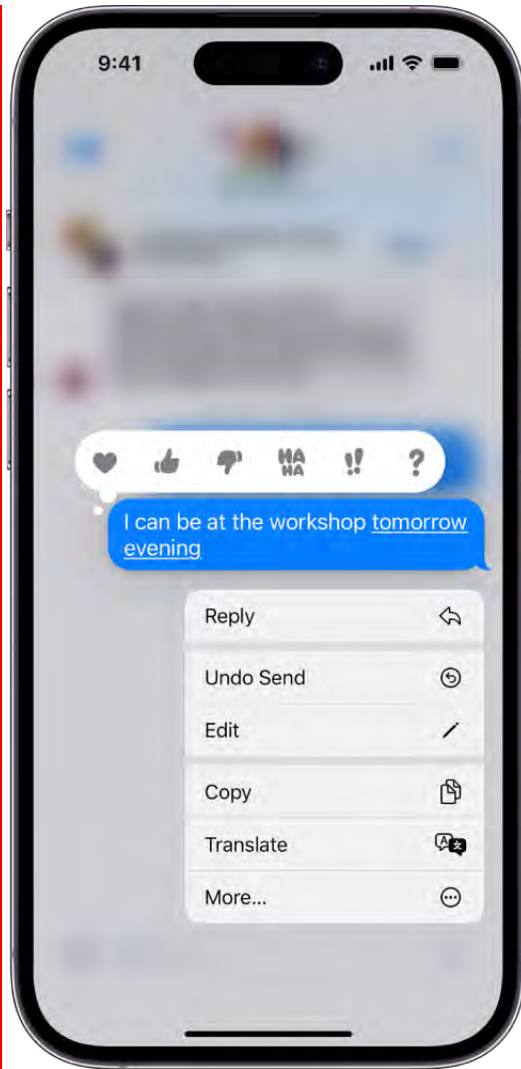 9:41
HA
HA
!!
?
I can be at the workshop tomorrow
evening
Reply
Undo Send
Edit
Copy
Translate
More...